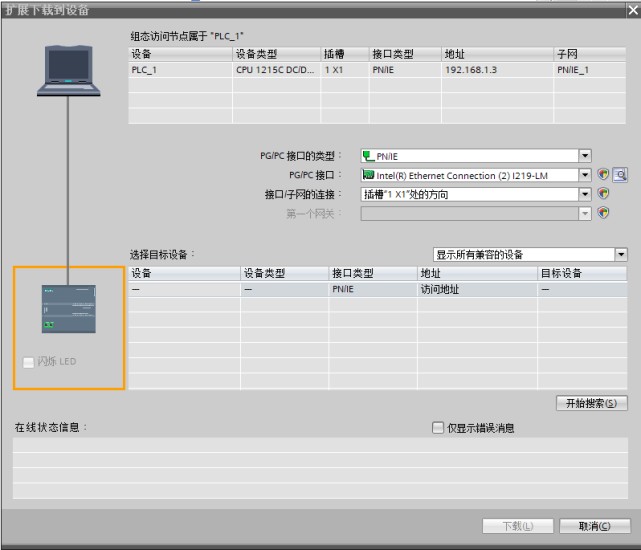 扩展下载到设备
组态访问节点属于 "PLC_1"
设备 设备类型 插槽 接口类型 地址 子网
PLC_1 CPU 1215C DC/D... 1 X1 PN/IE 192.168.1.3 PN/IE_1
PG/PC 接口的类型： PN/IE
PG/PC 接口： Intel(R) Ethernet Connection (2) I219-LM
接口/子网的连接： 插槽"1 X1"处的方向
第一个网关：
选择目标设备： 显示所有兼容的设备
设备 设备类型 接口类型 地址 目标设备
— — PN/IE 访问地址 —
闪烁 LED
开始搜索(S)
在线状态信息： 仅显示错误消息
下载(L) 取消(C)